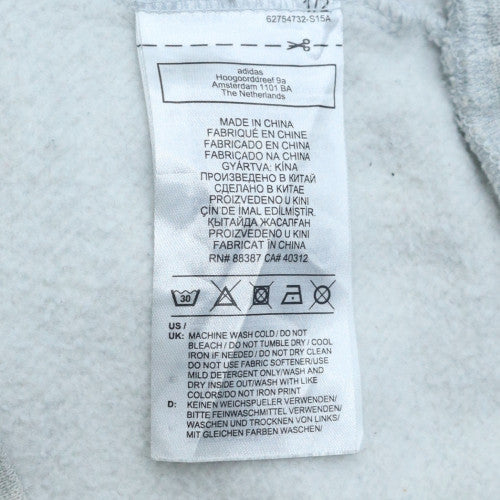 1/2
62754732-S15A
adidas
Hoogoorddreef 9a
Amsterdam 1101 BA
The Netherlands
MADE IN CHINA
FABRIQUÉ EN CHINE
FABRICADO EN CHINA
FABRICADO NA CHINA
GYÁRTVA: KÍNA
ПРОИЗВЕДЕНО В КИТАЙ
СДЕЛАНО В КИТАЕ
PROIZVEDENO U KINI
ÇİN'DE İMAL EDİLMİŞTİR.
ҚЫТАЙДА ЖАСАЛҒАН
PROIZVEDENO U KINI
FABRICAT ÎN CHINA
RN# 88387 CA# 40312
30
US /
UK: MACHINE WASH COLD / DO NOT
BLEACH / DO NOT TUMBLE DRY / COOL
IRON IF NEEDED / DO NOT DRY CLEAN
DO NOT USE FABRIC SOFTENER/USE
MILD DETERGENT ONLY/WASH AND
DRY INSIDE OUT/WASH WITH LIKE
COLORS/DO NOT IRON PRINT
D: KEINEN WEICHSPUELER VERWENDEN/
BITTE FEINWASCHMITTEL VERWENDEN/
WASCHEN UND TROCKNEN VON LINKS/
MIT GLEICHEN FARBEN WASCHEN/